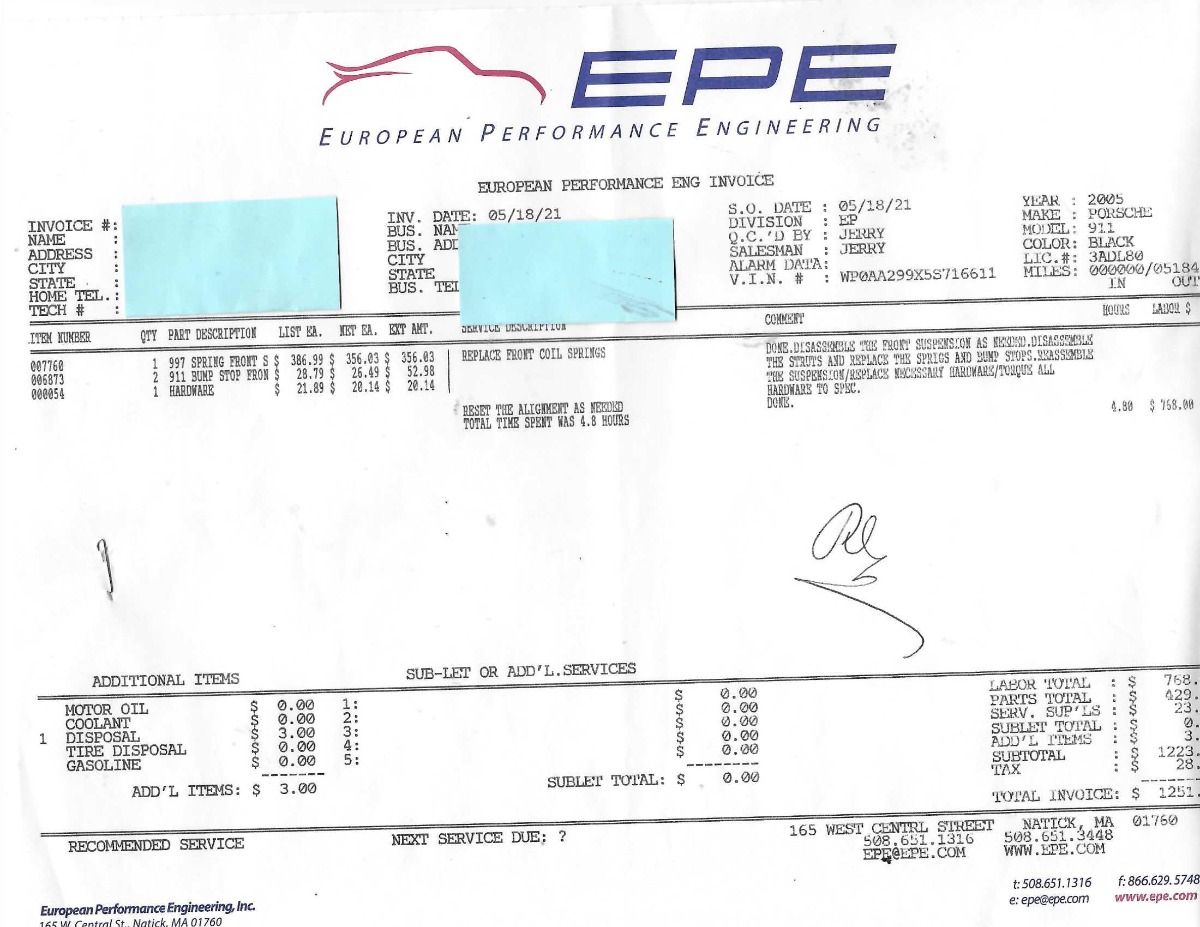 EPE
EUROPEAN PERFORMANCE ENGINEERING
EUROPEAN PERFORMANCE ENG INVOICE
INVOICE #:
NAME :
ADDRESS :
CITY :
STATE :
HOME TEL.:
TECH # :
INV. DATE: 05/18/21
BUS. NAM
BUS. ADD
CITY
STATE
BUS. TEL
S.O. DATE : 05/18/21
DIVISION : EP
Q.C.'D BY : JERRY
SALESMAN : JERRY
ALARM DATA:
V.I.N. # : WP0AA299X5S716611
YEAR : 2005
MAKE : PORSCHE
MODEL: 911
COLOR: BLACK
LIC.#: 3ADL80
MILES: 000000/05184
IN OUT
ITEM NUMBER QTY PART DESCRIPTION LIST EA. NET EA. EXT AMT. SERVICE DESCRIPTION COMMENT HOURS LABOR $
007760 1 997 SPRING FRONT S $ 386.99 $ 356.03 $ 356.03
006873 2 911 BUMP STOP FRON $ 28.79 $ 26.49 $ 52.98
000054 1 HARDWARE $ 21.89 $ 20.14 $ 20.14
REPLACE FRONT COIL SPRINGS
DONE.DISASSEMBLE THE FRONT SUSPENSION AS NEEDED.DISASSEMBLE
THE STRUTS AND REPLACE THE SPRIGS AND BUMP STOPS.REASSEMBLE
THE SUSPENSION/REPLACE NECESSARY HARDWARE/TORQUE ALL
HARDWARE TO SPEC.
RESET THE ALIGNMENT AS NEEDED DONE.
TOTAL TIME SPENT WAS 4.8 HOURS
4.80 $ 768.00
ADDITIONAL ITEMS
MOTOR OIL $ 0.00
COOLANT $ 0.00
1 DISPOSAL $ 3.00
TIRE DISPOSAL $ 0.00
GASOLINE $ 0.00
ADD'L ITEMS: $ 3.00
SUB-LET OR ADD'L.SERVICES
1: $ 0.00
2: $ 0.00
3: $ 0.00
4: $ 0.00
5: $ 0.00
SUBLET TOTAL: $ 0.00
LABOR TOTAL : $ 768.
PARTS TOTAL : $ 429.
SERV. SUP'LS : $ 23.
SUBLET TOTAL : $ 0.
ADD'L ITEMS : $ 3.
SUBTOTAL : $ 1223.
TAX : $ 28.
TOTAL INVOICE: $ 1251.
RECOMMENDED SERVICE NEXT SERVICE DUE: ?
165 WEST CENTRL STREET NATICK, MA 01760
508.651.1316 508.651.3448
EPE@EPE.COM WWW.EPE.COM
t: 508.651.1316 f: 866.629.5748
e: epe@epe.com www.epe.com
European Performance Engineering, Inc.
165 W. Central St., Natick, MA 01760